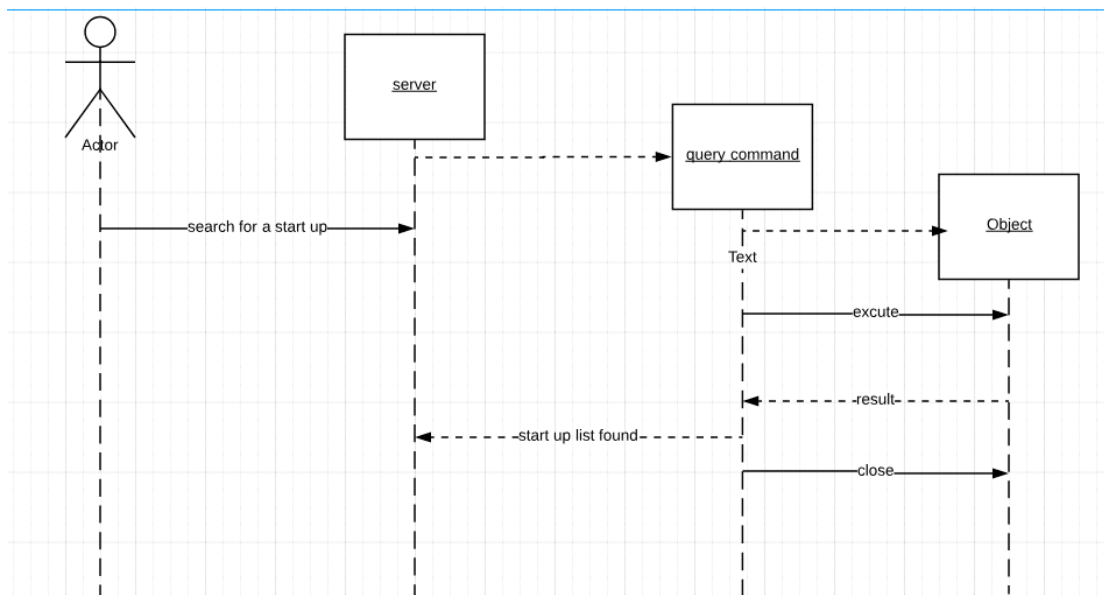 server
query command
Actor
Object
search for a start up
Text
excute
result
start up list found
close